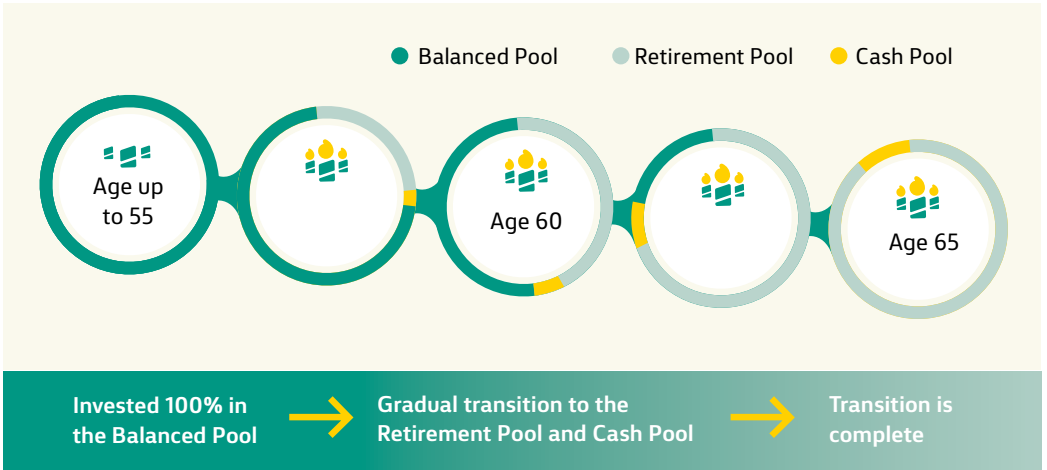 Balanced Pool
Retirement Pool
Cash Pool
Age up
to 55
Age 60
Age 65
Invested 100% in
the Balanced Pool
Gradual transition to the
Retirement Pool and Cash Pool
Transition is
complete